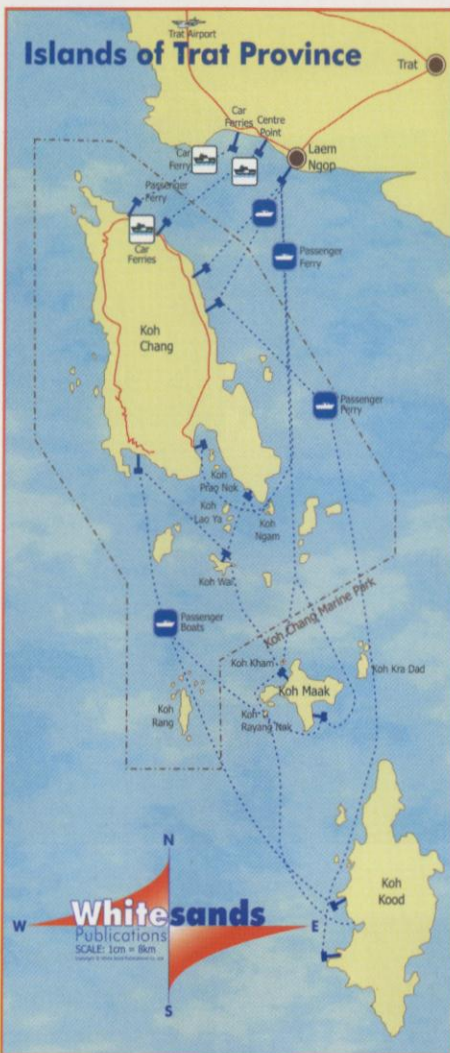 Trat Airport
Islands of Trat Province
Trat
Car
Ferries
Centre
Point
Laem
Ngop
Car
Ferry
Passenger
Ferry
Car
Ferries
Passenger
Ferry
Koh
Chang
Passenger
Ferry
Koh
Prao Nok
Koh
Lao Ya
Koh
Ngam
Koh Wai
Passenger
Boats
Koh Chang Marine Park
Koh Kham
Koh Kra Dad
Koh Maak
Koh
Rang
Koh
Rayang Nak
Koh
Kood
N
Whitesands
Publications
W
E
SCALE: 1cm = 8km
S